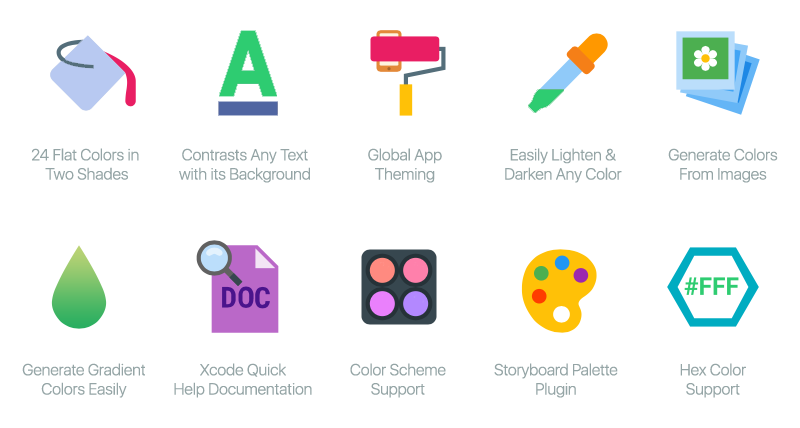 24 Flat Colors in
Two Shades
A
Contrasts Any Text
with its Background
Global App
Theming
Easily Lighten &
Darken Any Color
Generate Colors
From Images
Generate Gradient
Colors Easily
DOC
Xcode Quick
Help Documentation
Color Scheme
Support
Storyboard Palette
Plugin
#FFF
Hex Color
Support